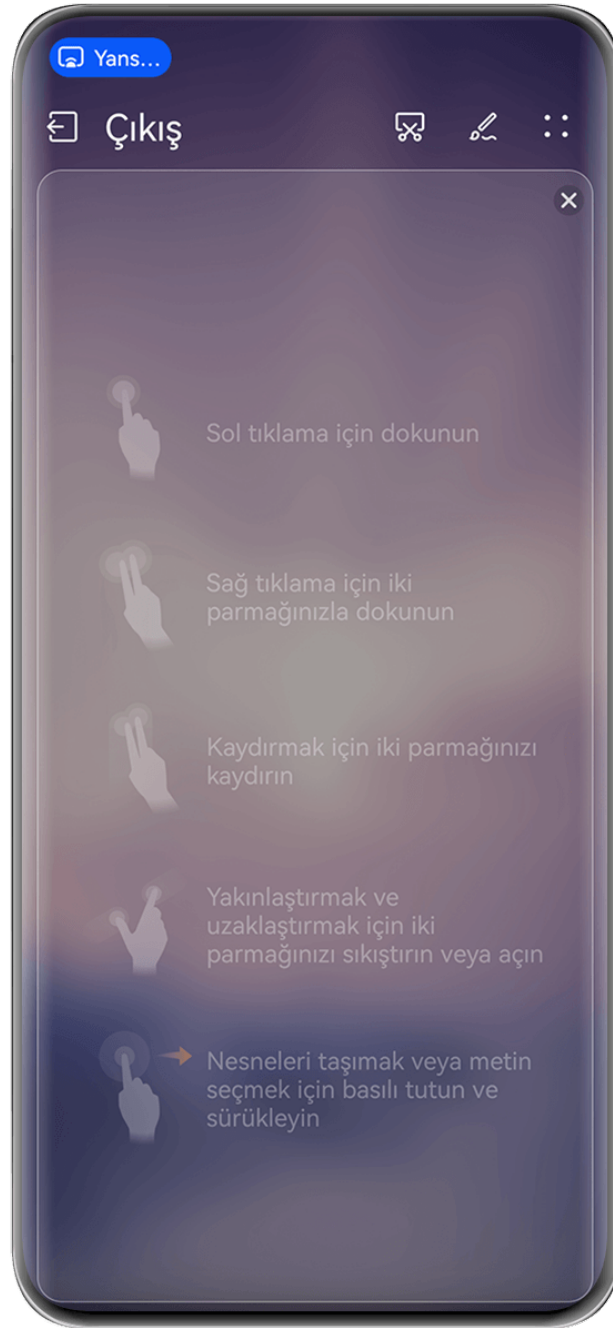 Yans...
Çıkış
Sol tıklama için dokunun
Sağ tıklama için iki
parmağınızla dokunun
Kaydırmak için iki parmağınızı
kaydırın
Yakınlaştırmak ve
uzaklaştırmak için iki
parmağınızı sıkıştırın veya açın
Nesneleri taşımak veya metin
seçmek için basılı tutun ve
sürükleyin